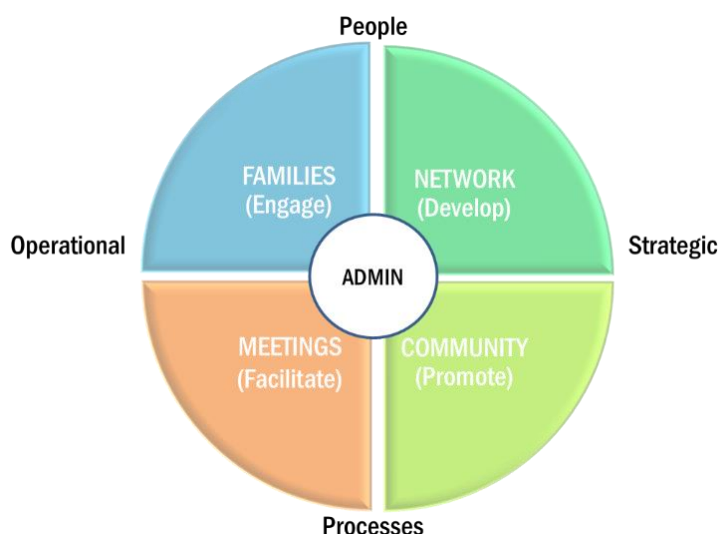 People
FAMILIES
(Engage)
NETWORK
(Develop)
Operational
ADMIN
Strategic
MEETINGS
(Facilitate)
COMMUNITY
(Promote)
Processes